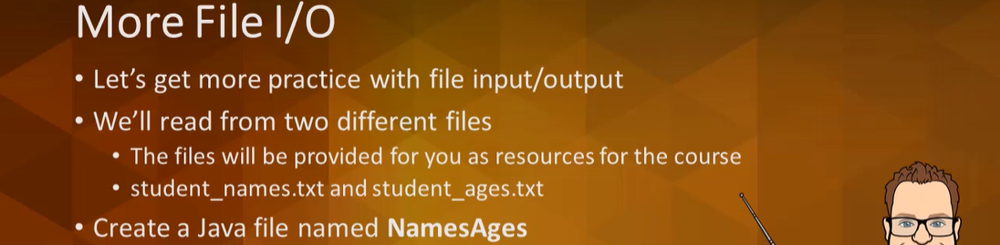 More File I/O
• Let's get more practice with file input/output
• We'll read from two different files
• The files will be provided for you as resources for the course
• student_names.txt and student_ages.txt
• Create a Java file named NamesAges